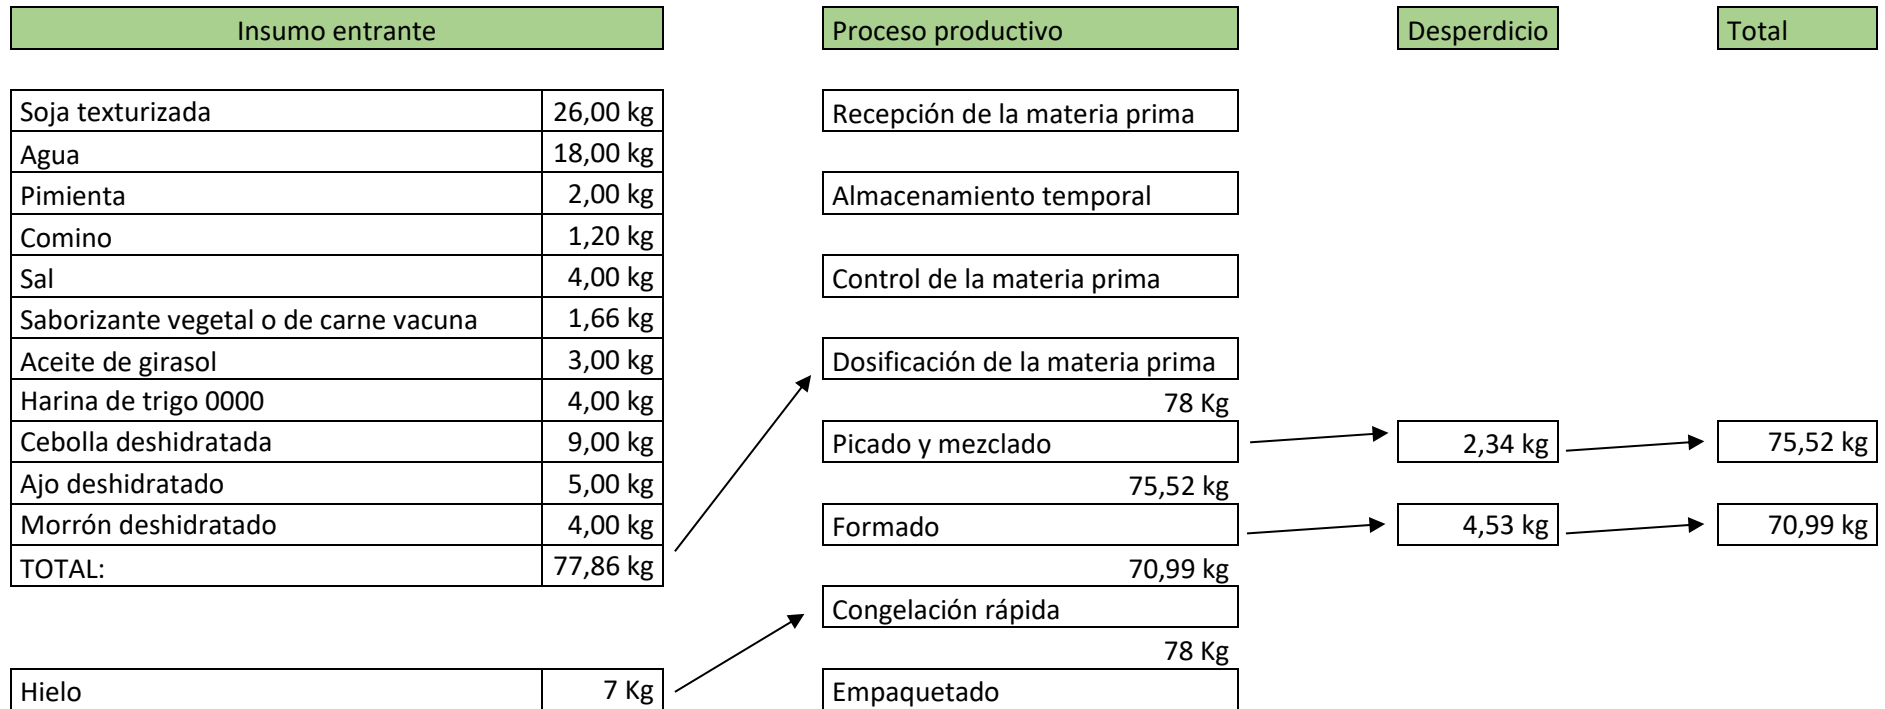 Insumo entrante
Proceso productivo
Desperdicio
Total
Soja texturizada 26,00 kg
Recepción de la materia prima
Agua 18,00 kg
Pimienta 2,00 kg
Almacenamiento temporal
Comino 1,20 kg
Sal 4,00 kg
Control de la materia prima
Saborizante vegetal o de carne vacuna 1,66 kg
Aceite de girasol 3,00 kg
Dosificación de la materia prima
Harina de trigo 0000 4,00 kg
78 Kg
Cebolla deshidratada 9,00 kg
Picado y mezclado
2,34 kg
75,52 kg
Ajo deshidratado 5,00 kg
75,52 kg
Morrón deshidratado 4,00 kg
Formado
4,53 kg
70,99 kg
TOTAL: 77,86 kg
70,99 kg
Congelación rápida
78 Kg
Hielo 7 Kg
Empaquetado